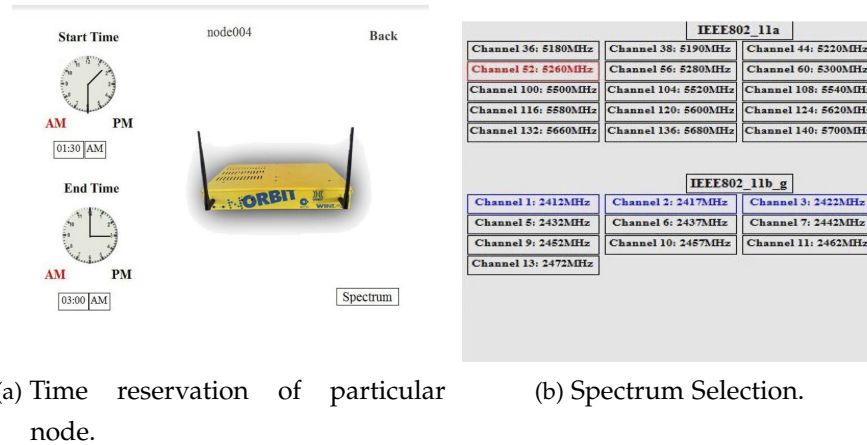 Start Time
node004
Back
AM PM
01:30 AM
End Time
ORBIT
AM PM
03:00 AM
Spectrum
(a) Time reservation of particular
node.
IEEE802_11a
Channel 36: 5180MHz Channel 38: 5190MHz Channel 44: 5220MHz
Channel 52: 5260MHz Channel 56: 5280MHz Channel 60: 5300MHz
Channel 100: 5500MHz Channel 104: 5520MHz Channel 108: 5540MHz
Channel 116: 5580MHz Channel 120: 5600MHz Channel 124: 5620MHz
Channel 132: 5660MHz Channel 136: 5680MHz Channel 140: 5700MHz
IEEE802_11b_g
Channel 1: 2412MHz Channel 2: 2417MHz Channel 3: 2422MHz
Channel 5: 2432MHz Channel 6: 2437MHz Channel 7: 2442MHz
Channel 9: 2452MHz Channel 10: 2457MHz Channel 11: 2462MHz
Channel 13: 2472MHz
(b) Spectrum Selection.